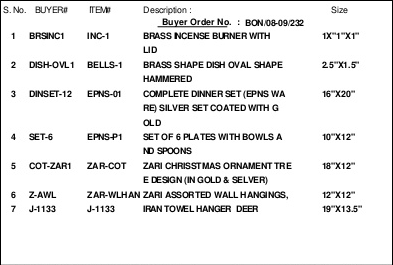 S. No. BUYER# ITEM# Description : Size
Buyer Order No. : BON/08-09/232
1 BRSINC1 INC-1 BRASS INCENSE BURNER WITH 1X"1"X1"
LID
2 DISH-OVL1 BELLS-1 BRASS SHAPE DISH OVAL SHAPE 2.5"X1.5"
HAMMERED
3 DINSET-12 EPNS-01 COMPLETE DINNER SET (EPNS WA 16"X20"
RE) SILVER SET COATED WITH G
OLD
4 SET-6 EPNS-P1 SET OF 6 PLATES WITH BOWLS A 10"X12"
ND SPOONS
5 COT-ZAR1 ZAR-COT ZARI CHRISSTMAS ORNAMENT TRE 18"X12"
E DESIGN (IN GOLD & SELVER)
6 Z-AWL ZAR-WLHAN ZARI ASSORTED WALL HANGINGS, 12"X12"
7 J-1133 J-1133 IRAN TOWEL HANGER DEER 19"X13.5"